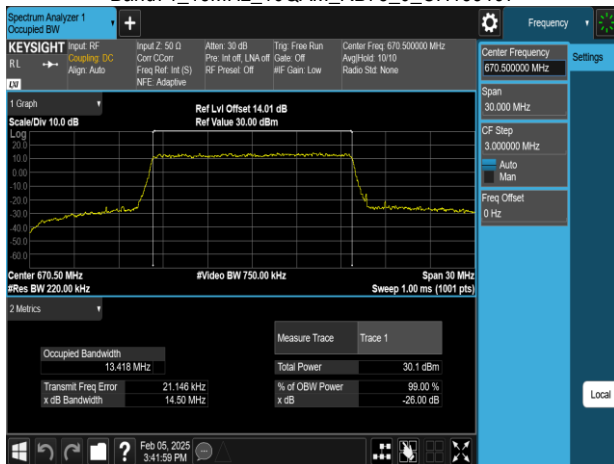 Spectrum Analyzer 1
Occupied BW
Frequency
KEYSIGHT
RL
Input: RF
Coupling: DC
Align: Auto
Input Z: 50 Ω
Corr CCorr
Freq Ref: Int (S)
NFE: Adaptive
Atten: 30 dB
Pre: Int off, LNA off
RF Presel: Off
Trig: Free Run
Gate: Off
#IF Gain: Low
Center Freq: 670.500000 MHz
Avg|Hold: 10/10
Radio Std: None
LXI
1 Graph
Scale/Div 10.0 dB
Ref Lvl Offset 14.01 dB
Ref Value 30.00 dBm
Log
20.0
10.0
0.00
-10.0
-20.0
-30.0
-40.0
-50.0
-60.0
Center 670.50 MHz
#Res BW 220.00 kHz
#Video BW 750.00 kHz
Span 30 MHz
Sweep 1.00 ms (1001 pts)
2 Metrics
Measure Trace Trace 1
Occupied Bandwidth
13.418 MHz
Total Power 30.1 dBm
Transmit Freq Error 21.146 kHz
% of OBW Power 99.00 %
x dB Bandwidth 14.50 MHz
x dB -26.00 dB
Center Frequency
670.500000 MHz
Settings
Span
30.000 MHz
CF Step
3.000000 MHz
Auto
Man
Freq Offset
0 Hz
Local
?
Feb 05, 2025
3:41:59 PM